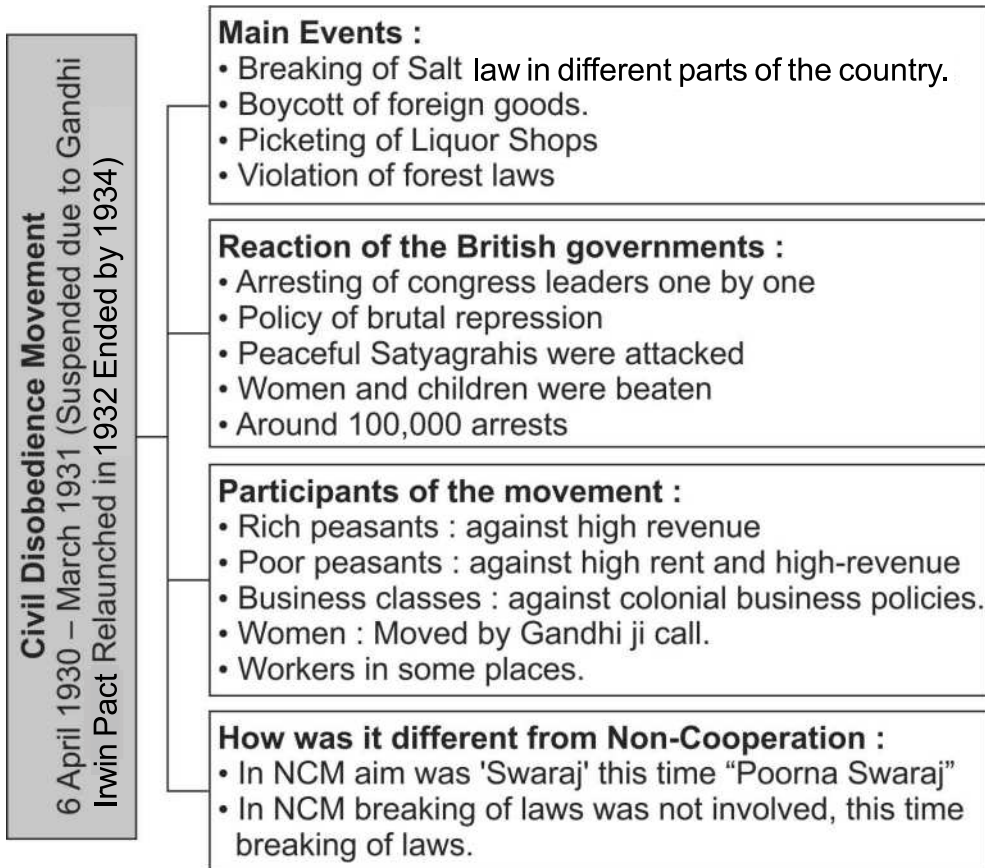 Civil Disobedience Movement
6 April 1930 – March 1931 (Suspended due to Gandhi
Irwin Pact Relaunched in 1932 Ended by 1934)
Main Events :
• Breaking of Salt law in different parts of the country.
• Boycott of foreign goods.
• Picketing of Liquor Shops
• Violation of forest laws
Reaction of the British governments :
• Arresting of congress leaders one by one
• Policy of brutal repression
• Peaceful Satyagrahis were attacked
• Women and children were beaten
• Around 100,000 arrests
Participants of the movement :
• Rich peasants : against high revenue
• Poor peasants : against high rent and high-revenue
• Business classes : against colonial business policies.
• Women : Moved by Gandhi ji call.
• Workers in some places.
How was it different from Non-Cooperation :
• In NCM aim was 'Swaraj' this time “Poorna Swaraj”
• In NCM breaking of laws was not involved, this time
breaking of laws.